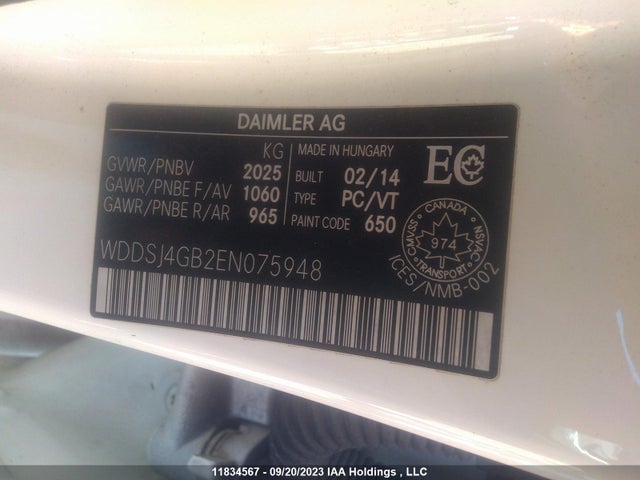 DAIMLER AG
KG
GVWR/PNBV 2025
GAWR/PNBE F/AV 1060
GAWR/PNBE R/AR 965
MADE IN HUNGARY
BUILT 02/14
TYPE PC/VT
PAINT CODE 650
EC
CANADA
CMVSS 974 NSVAC
TRANSPORT
ICES/NMB-002
WDDSJ4GB2EN075948
11834567 - 09/20/2023 IAA Holdings , LLC